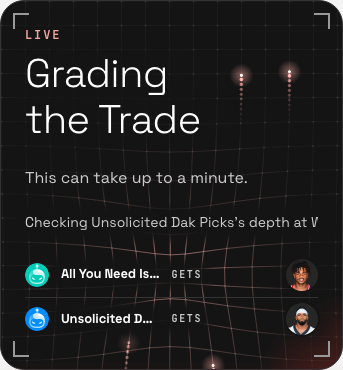 LIVE
Grading
the Trade
This can take up to a minute.
Checking Unsolicited Dak Picks's depth at
All You Need Is... GETS
Unsolicited D... GETS